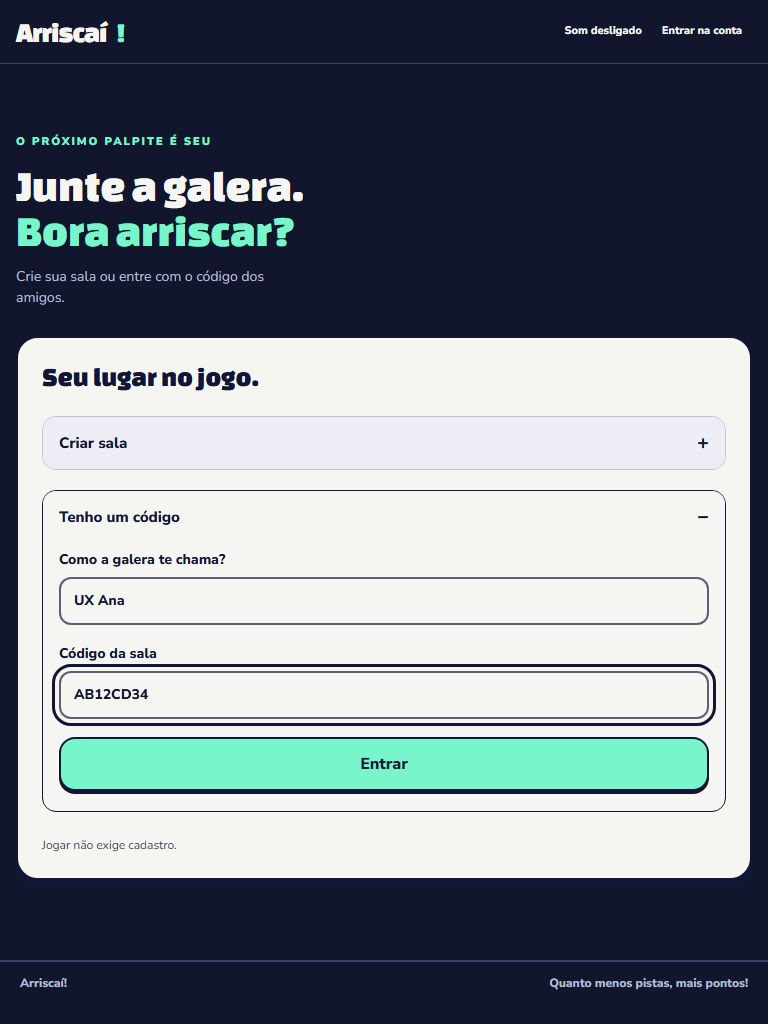 Arriscaí !
Som desligado
Entrar na conta
O PRÓXIMO PALPITE É SEU
Junte a galera.
Bora arriscar?
Crie sua sala ou entre com o código dos
amigos.
Seu lugar no jogo.
Criar sala +
Tenho um código −
Como a galera te chama?
UX Ana
Código da sala
AB12CD34
Entrar
Jogar não exige cadastro.
Arriscaí!
Quanto menos pistas, mais pontos!